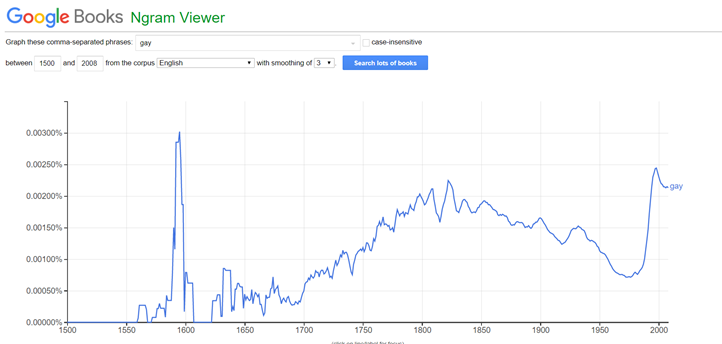 Google Books Ngram Viewer
Graph these comma-separated phrases: gay case-insensitive
between 1500 and 2008 from the corpus English with smoothing of 3 . Search lots of books
0.00300%
0.00250%
gay
0.00200%
0.00150%
0.00100%
0.00050%
0.00000%
1500 1550 1600 1650 1700 1750 1800 1850 1900 1950 2000